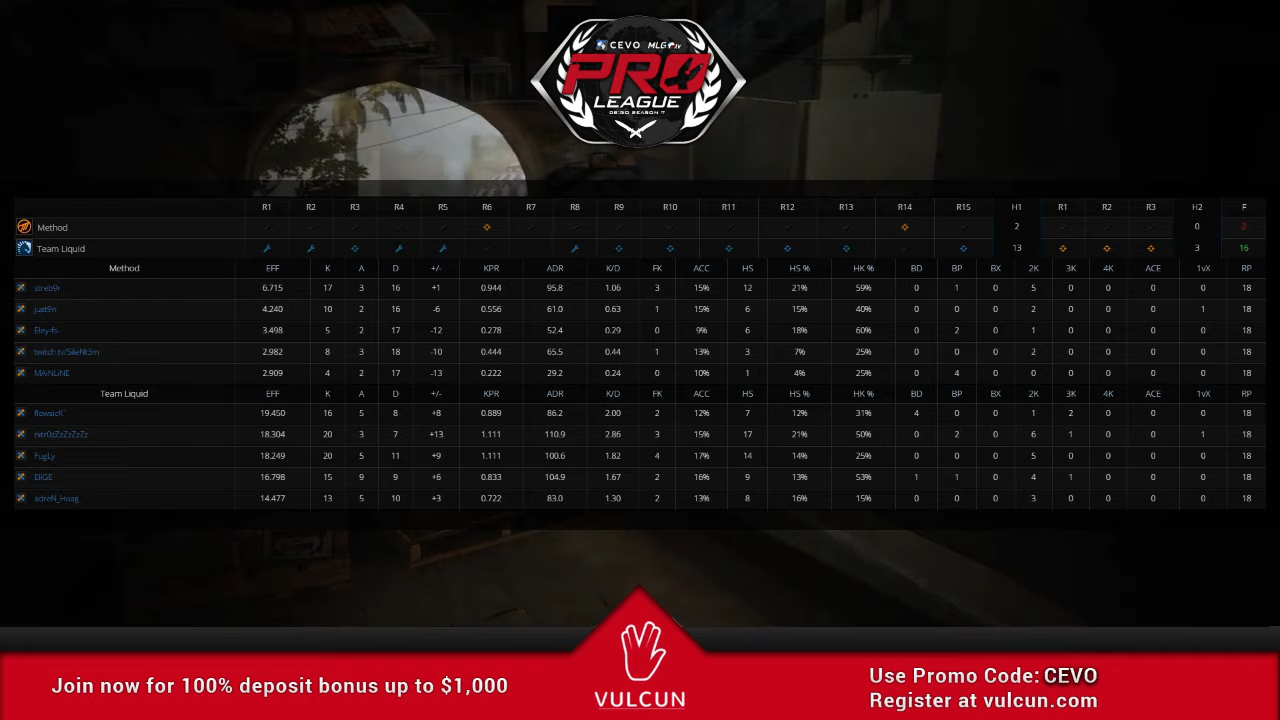 CEVO MLG.tv
PRO
LEAGUE
CS:GO SEASON 7
R1 R2 R3 R4 R5 R6 R7 R8 R9 R10 R11 R12 R13 R14 R15 H1 R1 R2 R3 H2 F
Method 2 0 2
Team Liquid 13 3 16
Method EFF K A D +/- KPR ADR K/D FK ACC HS HS % HK % BD BP BX 2K 3K 4K ACE 1vX RP
streb9r 6.715 17 3 16 +1 0.944 95.8 1.06 3 15% 12 21% 59% 0 1 0 5 0 0 0 0 18
just9n 4.240 10 2 16 -6 0.556 61.0 0.63 1 15% 6 15% 40% 0 0 0 2 0 0 0 1 18
Eley-fs- 3.498 5 2 17 -12 0.278 52.4 0.29 0 9% 6 18% 60% 0 2 0 1 0 0 0 0 18
twitch.tv/SileNt3m 2.982 8 3 18 -10 0.444 65.5 0.44 1 13% 3 7% 25% 0 0 0 2 0 0 0 0 18
MAiNLiNE 2.909 4 2 17 -13 0.222 29.2 0.24 0 10% 1 4% 25% 0 4 0 0 0 0 0 0 18
Team Liquid EFF K A D +/- KPR ADR K/D FK ACC HS HS % HK % BD BP BX 2K 3K 4K ACE 1vX RP
flowsicK` 19.450 16 5 8 +8 0.889 86.2 2.00 2 12% 7 12% 31% 4 0 0 1 2 0 0 0 18
nitr0zZzZzZzZz 18.304 20 3 7 +13 1.111 110.9 2.86 3 15% 17 21% 50% 0 2 0 6 1 0 0 1 18
FugLy 18.249 20 5 11 +9 1.111 100.6 1.82 4 17% 14 14% 25% 0 0 0 5 0 0 0 0 18
EliGE 16.798 15 9 9 +6 0.833 104.9 1.67 2 16% 9 13% 53% 1 1 0 4 1 0 0 0 18
adreN_Hoag 14.477 13 5 10 +3 0.722 83.0 1.30 2 13% 8 16% 15% 0 0 0 3 0 0 0 0 18
Join now for 100% deposit bonus up to $1,000
VULCUN
Use Promo Code: CEVO
Register at vulcun.com